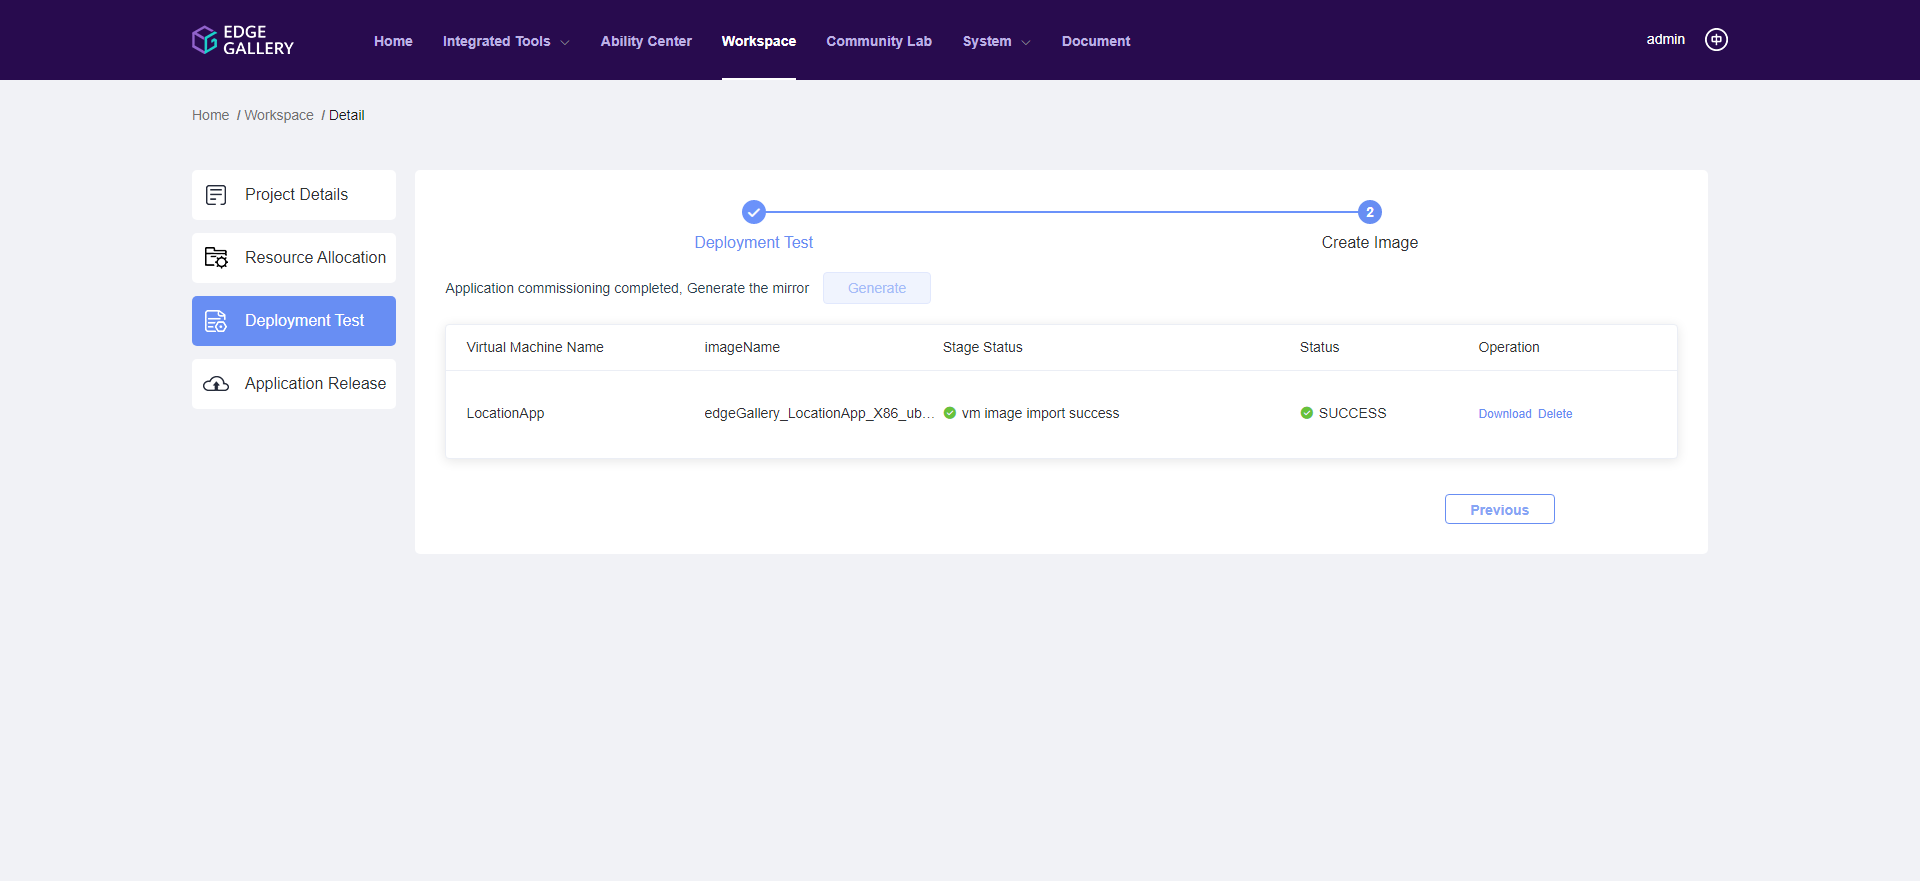 EDGE GALLERY
Home Integrated Tools Ability Center Workspace Community Lab System Document
admin 中
Home / Workspace / Detail
Project Details
Resource Allocation
Deployment Test
Application Release
2
Deployment Test Create Image
Application commissioning completed, Generate the mirror Generate
Virtual Machine Name imageName Stage Status Status Operation
LocationApp edgeGallery_LocationApp_X86_ub... vm image import success SUCCESS Download Delete
Previous